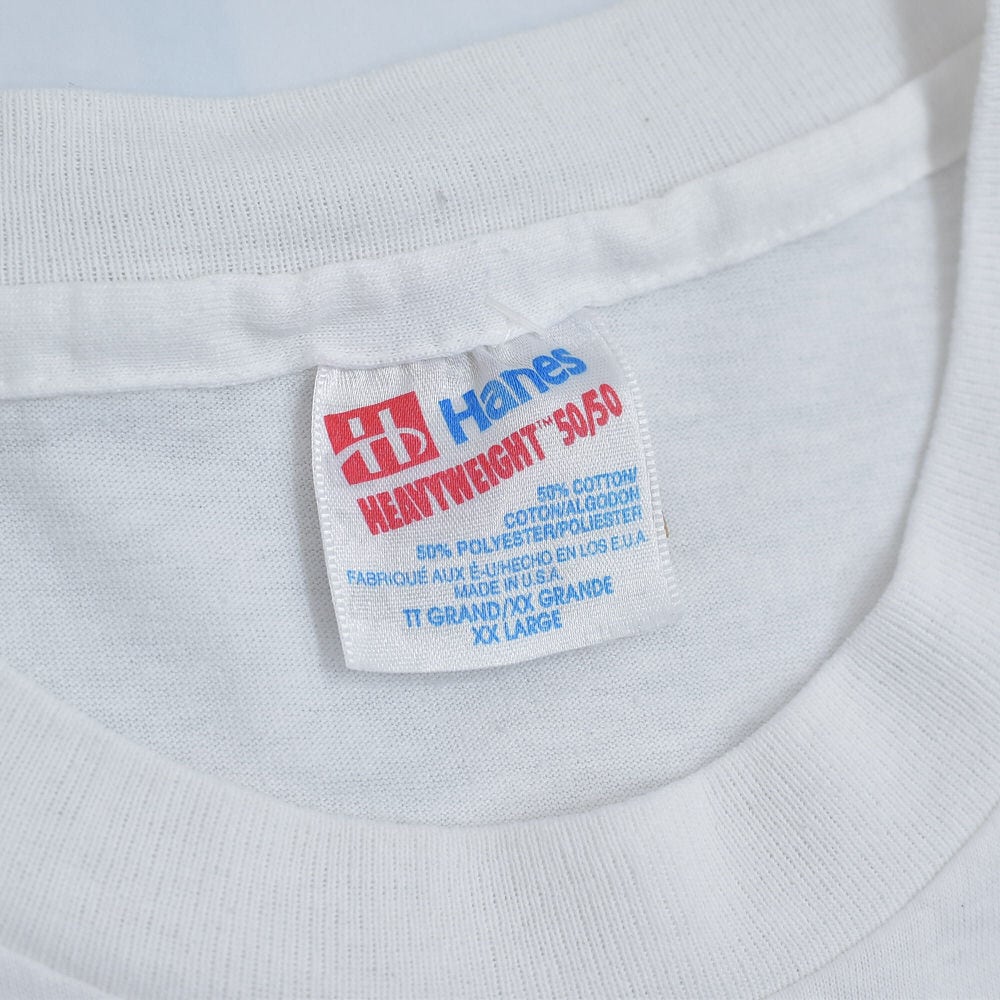 Hanes
HEAVYWEIGHT™ 50/50
50% COTTON/
COTON/ALGODON
50% POLYESTER/POLIESTER
FABRIQUÉ AUX É-U/HECHO EN LOS E.U.A.
MADE IN U.S.A.
TT GRAND/XX GRANDE
XX LARGE